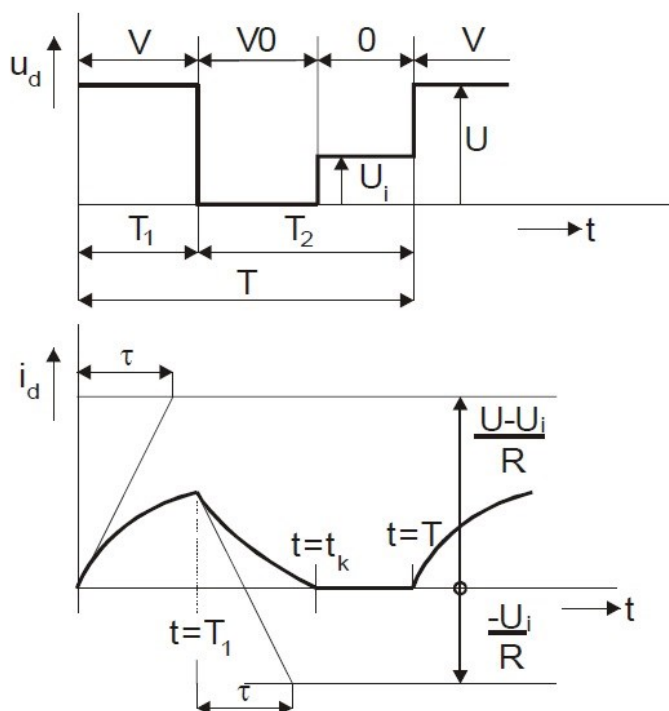 V V0 0 V
u_d
U
U_i
T_1 T_2
t
T
τ
i_d
U-U_i
R
t=t_k t=T
t
t=T_1
-U_i
R
τ